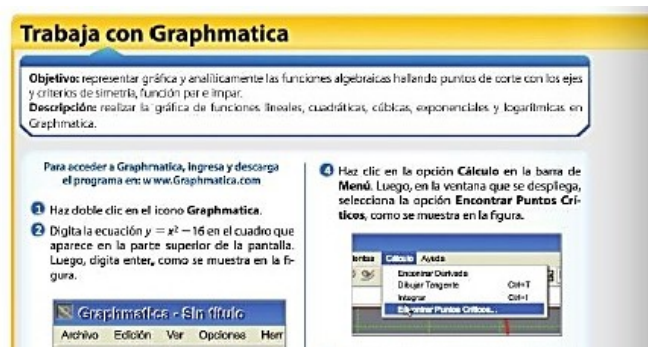 Trabaja con Graphmatica
Objetivo: representar gráfica y analíticamente las funciones algebraicas hallando puntos de corte con los ejes
y criterios de simetría, función par e impar.
Descripción: realizar la gráfica de funciones lineales, cuadráticas, cúbicas, exponenciales y logarítmicas en
Graphmatica.
Para acceder a Graphmatica, ingresa y descarga
el programa en: www.Graphmatica.com
1 Haz doble clic en el icono Graphmatica.
2 Digita la ecuación y = x² − 16 en el cuadro que
aparece en la parte superior de la pantalla.
Luego, digita enter, como se muestra en la fi-
gura.
Graphmatica - Sin título
Archivo Edición Ver Opciones Herr
4 Haz clic en la opción Cálculo en la barra de
Menú. Luego, en la ventana que se despliega,
selecciona la opción Encontrar Puntos Crí-
ticos, como se muestra en la figura.
ientas Cálculo Ayuda
Encontrar Derivada
Dibujar Tangente Ctrl+T
Integrar Ctrl+I
Encontrar Puntos Críticos...